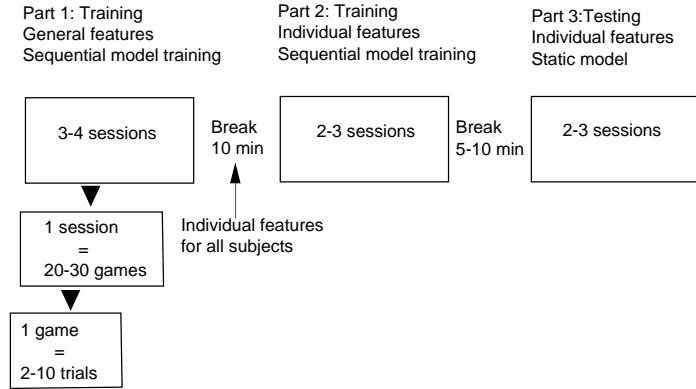 Part 1: Training
General features
Sequential model training
Part 2: Training
Individual features
Sequential model training
Part 3:Testing
Individual features
Static model
3-4 sessions
Break
10 min
2-3 sessions
Break
5-10 min
2-3 sessions
1 session
=
20-30 games
Individual features
for all subjects
1 game
=
2-10 trials